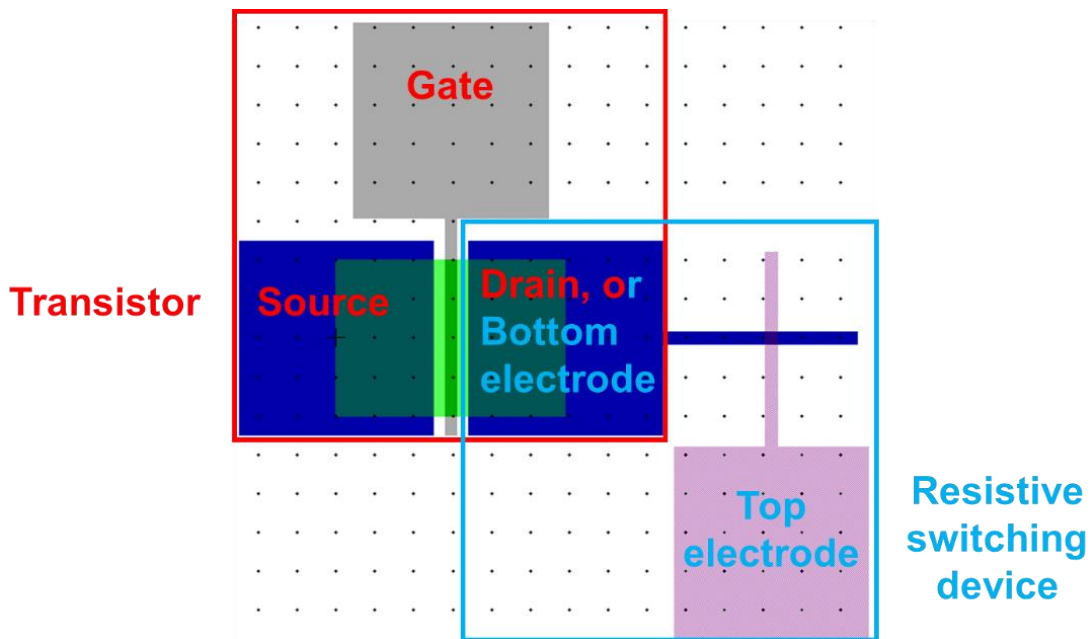 Gate
Transistor
Source
Drain, or
Bottom
electrode
Top
electrode
Resistive
switching
device